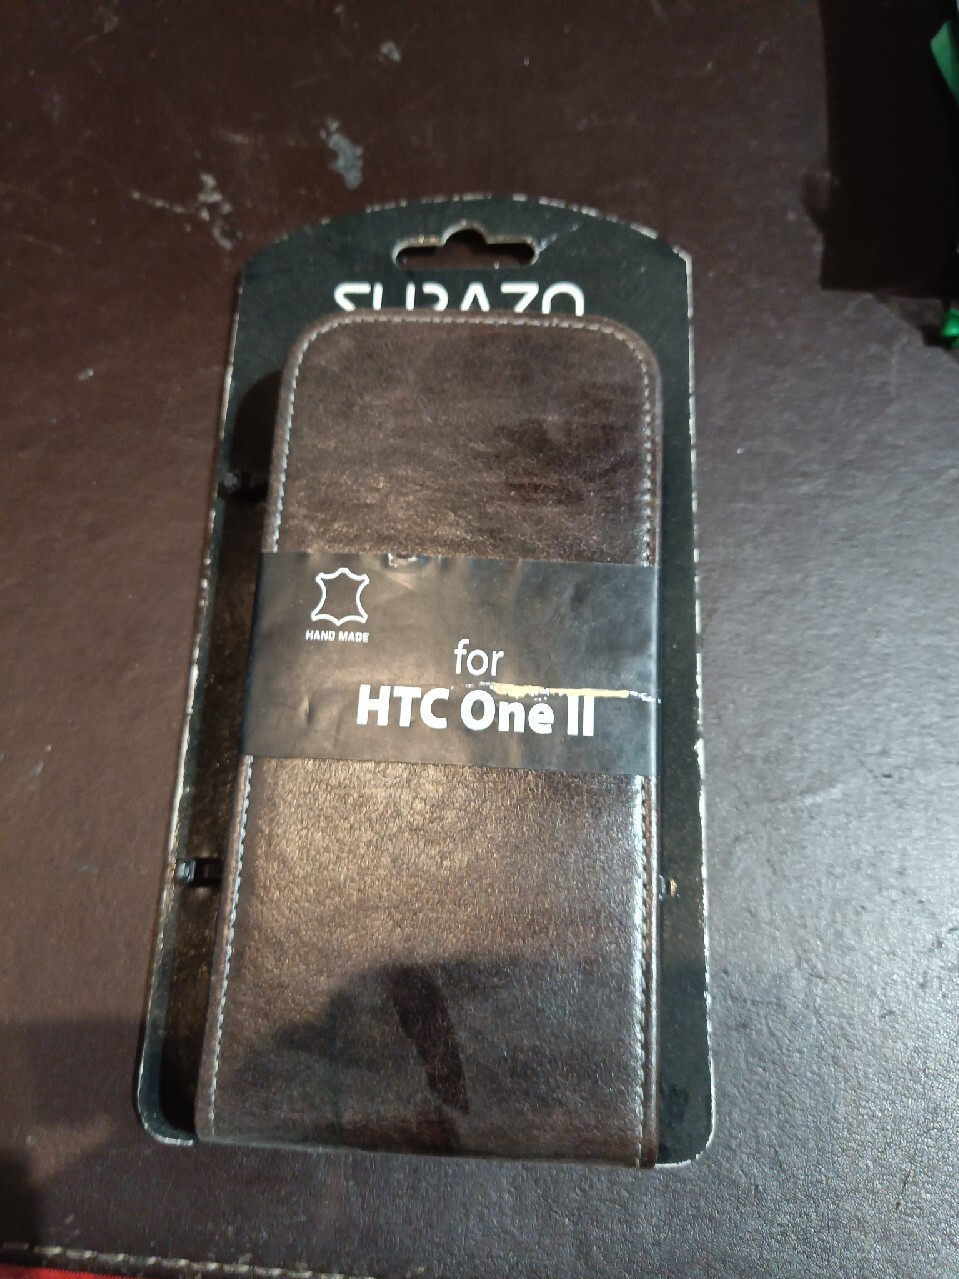 SURAZO
HAND MADE
for
HTC One II